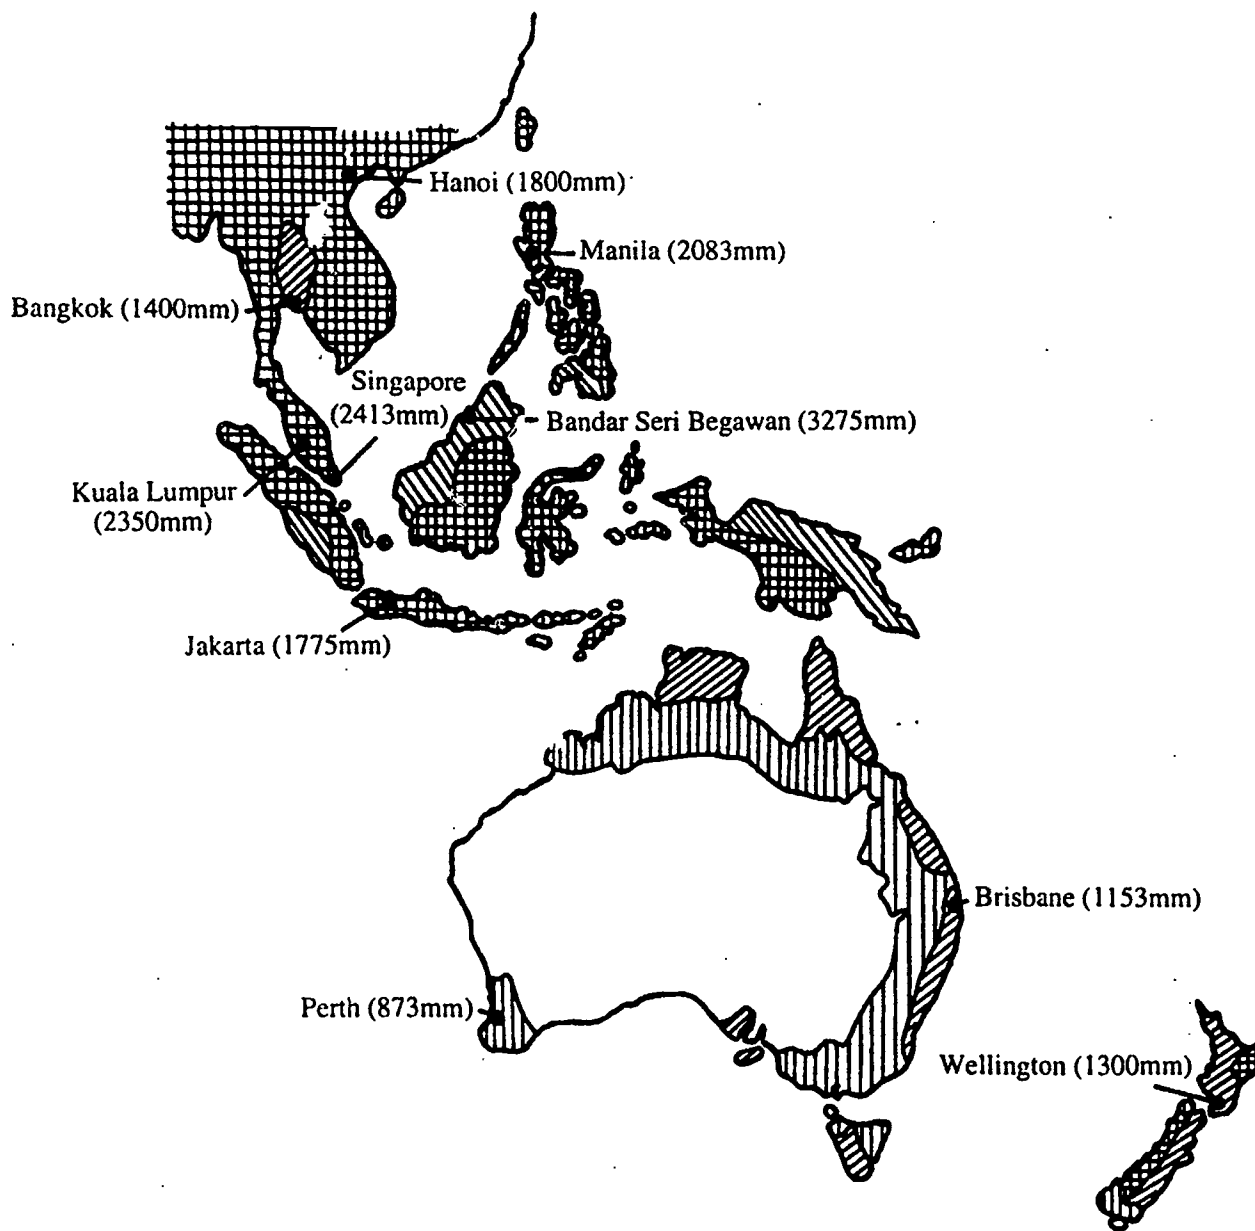 Hanoi (1800mm)
Manila (2083mm)
Bangkok (1400mm)
Singapore
(2413mm)
Bandar Seri Begawan (3275mm)
Kuala Lumpur
(2350mm)
Jakarta (1775mm)
Brisbane (1153mm)
Perth (873mm)
Wellington (1300mm)